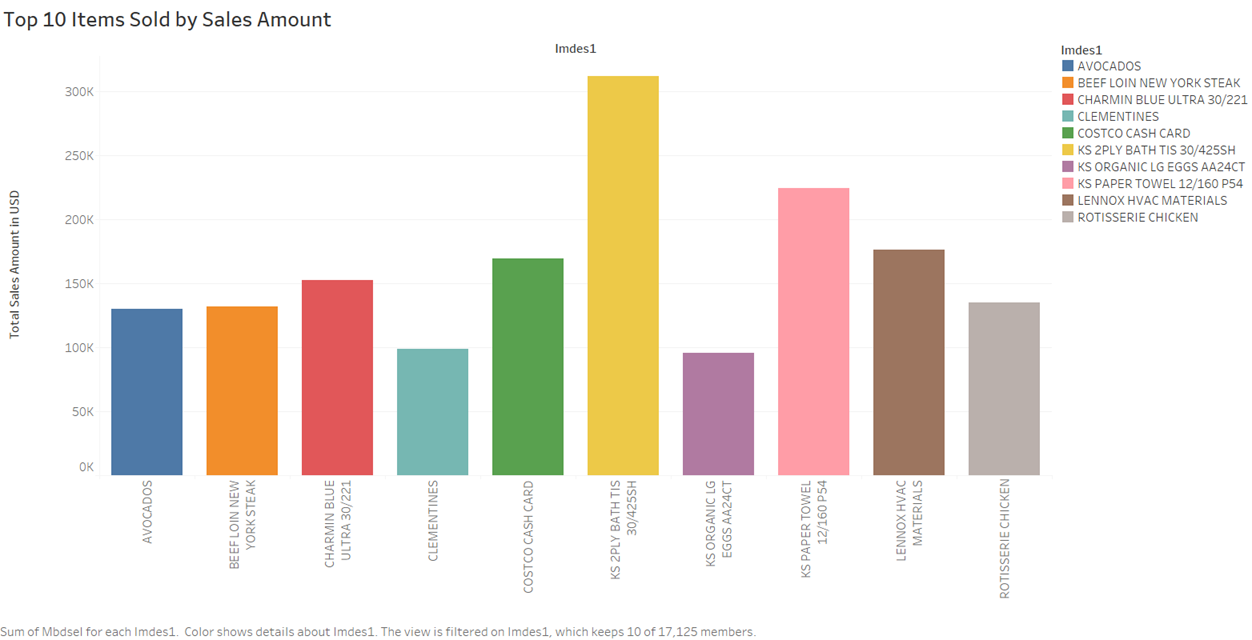 Top 10 Items Sold by Sales Amount
Imdes1
Total Sales Amount in USD
300K
250K
200K
150K
100K
50K
0K
AVOCADOS
BEEF LOIN NEW
YORK STEAK
CHARMIN BLUE
ULTRA 30/221
CLEMENTINES
COSTCO CASH CARD
KS 2PLY BATH TIS
30/425SH
KS ORGANIC LG
EGGS AA24CT
KS PAPER TOWEL
12/160 P54
LENNOX HVAC
MATERIALS
ROTISSERIE CHICKEN
Imdes1
AVOCADOS
BEEF LOIN NEW YORK STEAK
CHARMIN BLUE ULTRA 30/221
CLEMENTINES
COSTCO CASH CARD
KS 2PLY BATH TIS 30/425SH
KS ORGANIC LG EGGS AA24CT
KS PAPER TOWEL 12/160 P54
LENNOX HVAC MATERIALS
ROTISSERIE CHICKEN
Sum of Mbdsel for each Imdes1.  Color shows details about Imdes1. The view is filtered on Imdes1, which keeps 10 of 17,125 members.